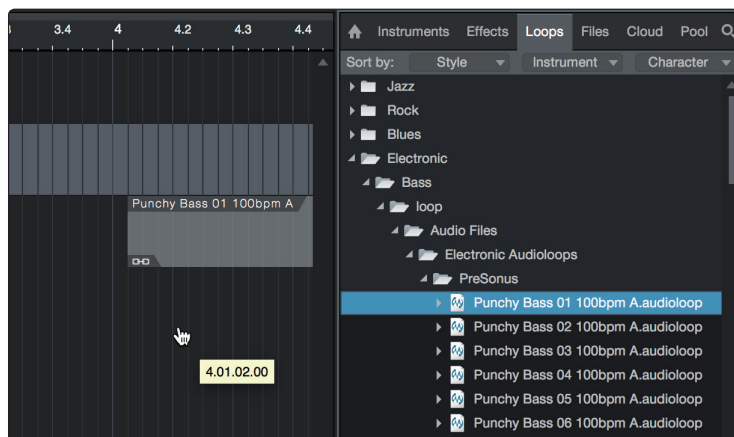 3.4 4 4.2 4.3 4.4
Punchy Bass 01 100bpm A
4.01.02.00
Instruments Effects Loops Files Cloud Pool
Sort by: Style Instrument Character
Jazz
Rock
Blues
Electronic
Bass
loop
Audio Files
Electronic Audioloops
PreSonus
Punchy Bass 01 100bpm A.audioloop
Punchy Bass 02 100bpm A.audioloop
Punchy Bass 03 100bpm A.audioloop
Punchy Bass 04 100bpm A.audioloop
Punchy Bass 05 100bpm A.audioloop
Punchy Bass 06 100bpm A.audioloop